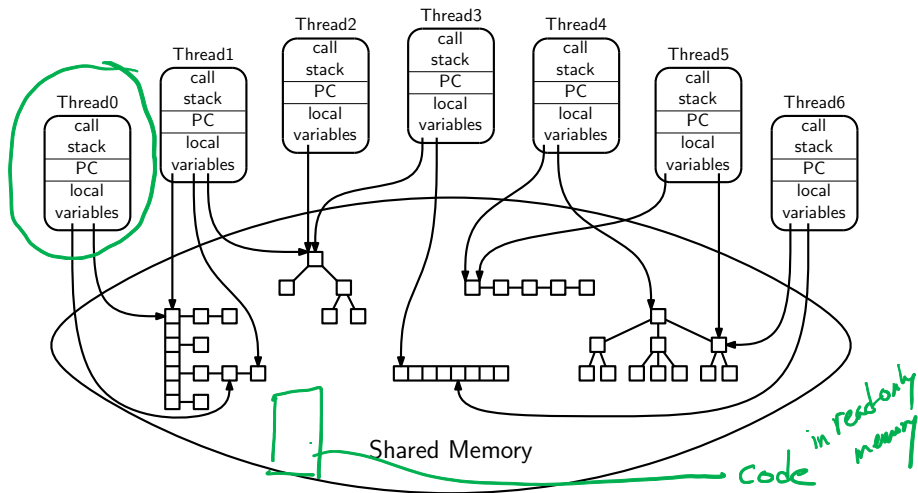 Thread0
call
stack
PC
local
variables
Thread1
call
stack
PC
local
variables
Thread2
call
stack
PC
local
variables
Thread3
call
stack
PC
local
variables
Thread4
call
stack
PC
local
variables
Thread5
call
stack
PC
local
variables
Thread6
call
stack
PC
local
variables
Shared Memory
code
in readonly
memory